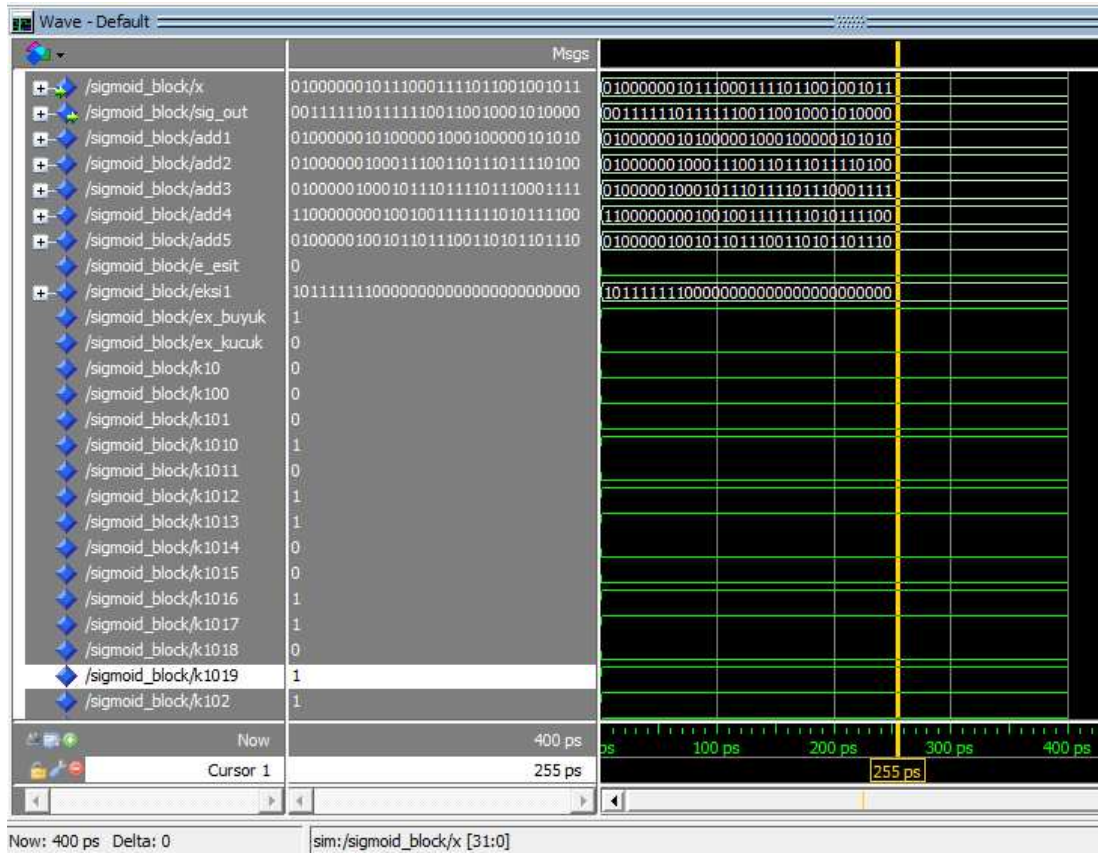 Wave - Default
Msgs
/sigmoid_block/x 01000000101110001111011001001011 01000000101110001111011001001011
/sigmoid_block/sig_out 00111111011111100110010001010000 00111111011111100110010001010000
/sigmoid_block/add1 01000000101000001000100000101010 01000000101000001000100000101010
/sigmoid_block/add2 01000000100011100110111011110100 01000000100011100110111011110100
/sigmoid_block/add3 01000001000101110111101110001111 01000001000101110111101110001111
/sigmoid_block/add4 11000000001001001111111010111100 11000000001001001111111010111100
/sigmoid_block/add5 01000001001011011100110101101110 01000001001011011100110101101110
/sigmoid_block/e_esit 0
/sigmoid_block/eksi1 10111111100000000000000000000000 10111111100000000000000000000000
/sigmoid_block/ex_buyuk 1
/sigmoid_block/ex_kucuk 0
/sigmoid_block/k10 0
/sigmoid_block/k100 0
/sigmoid_block/k101 0
/sigmoid_block/k1010 1
/sigmoid_block/k1011 0
/sigmoid_block/k1012 1
/sigmoid_block/k1013 1
/sigmoid_block/k1014 0
/sigmoid_block/k1015 0
/sigmoid_block/k1016 1
/sigmoid_block/k1017 1
/sigmoid_block/k1018 0
/sigmoid_block/k1019 1
/sigmoid_block/k102 1
Now 400 ps ps 100 ps 200 ps 300 ps 400 ps
Cursor 1 255 ps 255 ps
Now: 400 ps Delta: 0 sim:/sigmoid_block/x [31:0]